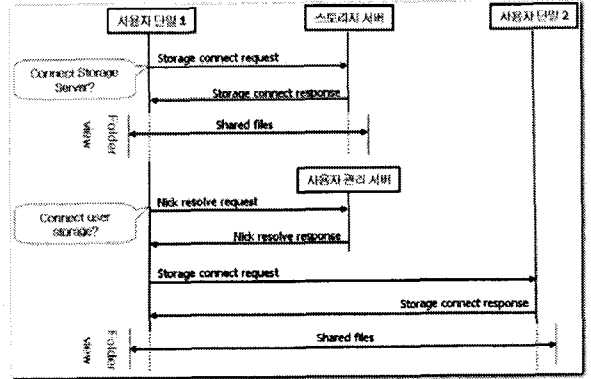 사용자 단말 1
스토리지 서버
사용자 단말 2
Storage connect request
Connect Storage
Server?
Storage connect response
Folder
view
Shared files
사용자 관리 서버
Nick resolve request
Connect user
storage?
Nick resolve response
Storage connect request
Storage connect response
Folder
view
Shared files